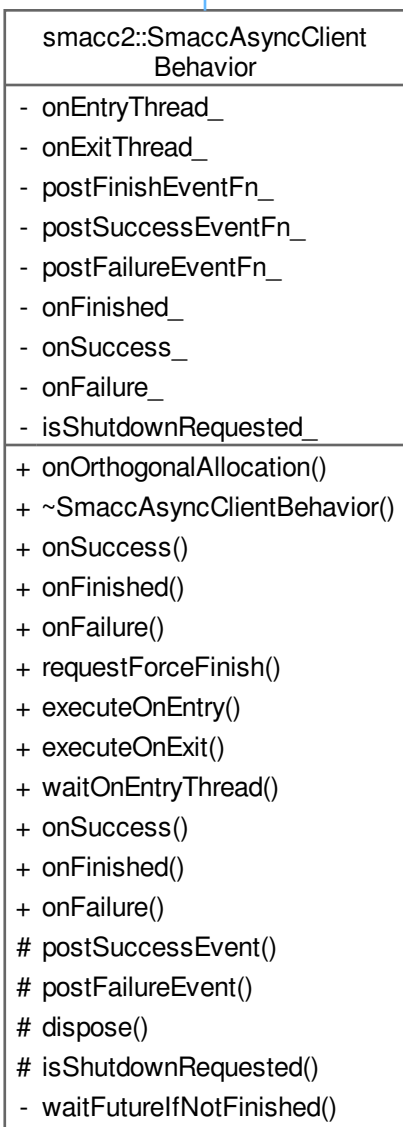 smacc2::SmaccAsyncClient
Behavior
- onEntryThread_
- onExitThread_
- postFinishEventFn_
- postSuccessEventFn_
- postFailureEventFn_
- onFinished_
- onSuccess_
- onFailure_
- isShutdownRequested_
+ onOrthogonalAllocation()
+ ~SmaccAsyncClientBehavior()
+ onSuccess()
+ onFinished()
+ onFailure()
+ requestForceFinish()
+ executeOnEntry()
+ executeOnExit()
+ waitOnEntryThread()
+ onSuccess()
+ onFinished()
+ onFailure()
# postSuccessEvent()
# postFailureEvent()
# dispose()
# isShutdownRequested()
- waitFutureIfNotFinished()